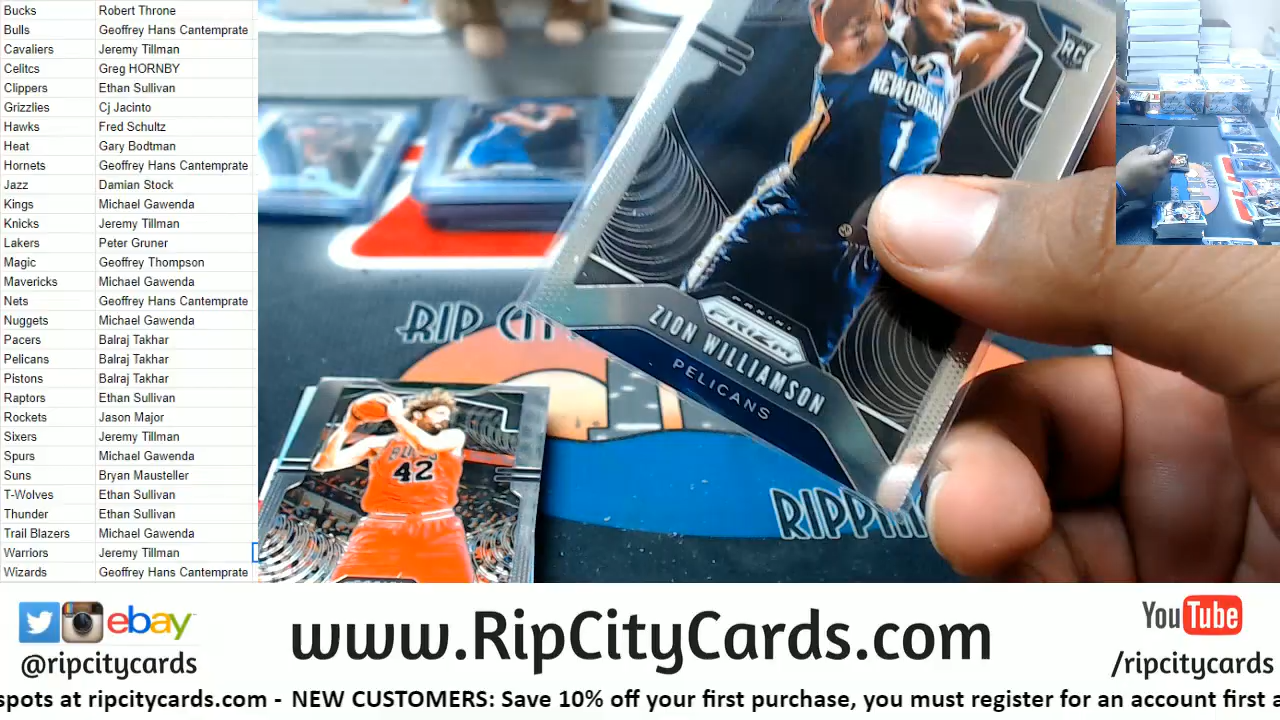 Bucks Robert Throne
Bulls Geoffrey Hans Cantemprate
Cavaliers Jeremy Tillman
Celitcs Greg HORNBY
Clippers Ethan Sullivan
Grizzlies Cj Jacinto
Hawks Fred Schultz
Heat Gary Bodtman
Hornets Geoffrey Hans Cantemprate
Jazz Damian Stock
Kings Michael Gawenda
Knicks Jeremy Tillman
Lakers Peter Gruner
Magic Geoffrey Thompson
Mavericks Michael Gawenda
Nets Geoffrey Hans Cantemprate
Nuggets Michael Gawenda
Pacers Balraj Takhar
Pelicans Balraj Takhar
Pistons Balraj Takhar
Raptors Ethan Sullivan
Rockets Jason Major
Sixers Jeremy Tillman
Spurs Michael Gawenda
Suns Bryan Mausteller
T-Wolves Ethan Sullivan
Thunder Ethan Sullivan
Trail Blazers Michael Gawenda
Warriors Jeremy Tillman
Wizards Geoffrey Hans Cantemprate
RC
1
PANINI
PRIZM
ZION WILLIAMSON
PELICANS
RIP
42
ebay
@ripcitycards
www.RipCityCards.com
YouTube
/ripcitycards
spots at ripcitycards.com - NEW CUSTOMERS: Save 10% off your first purchase, you must register for an account first